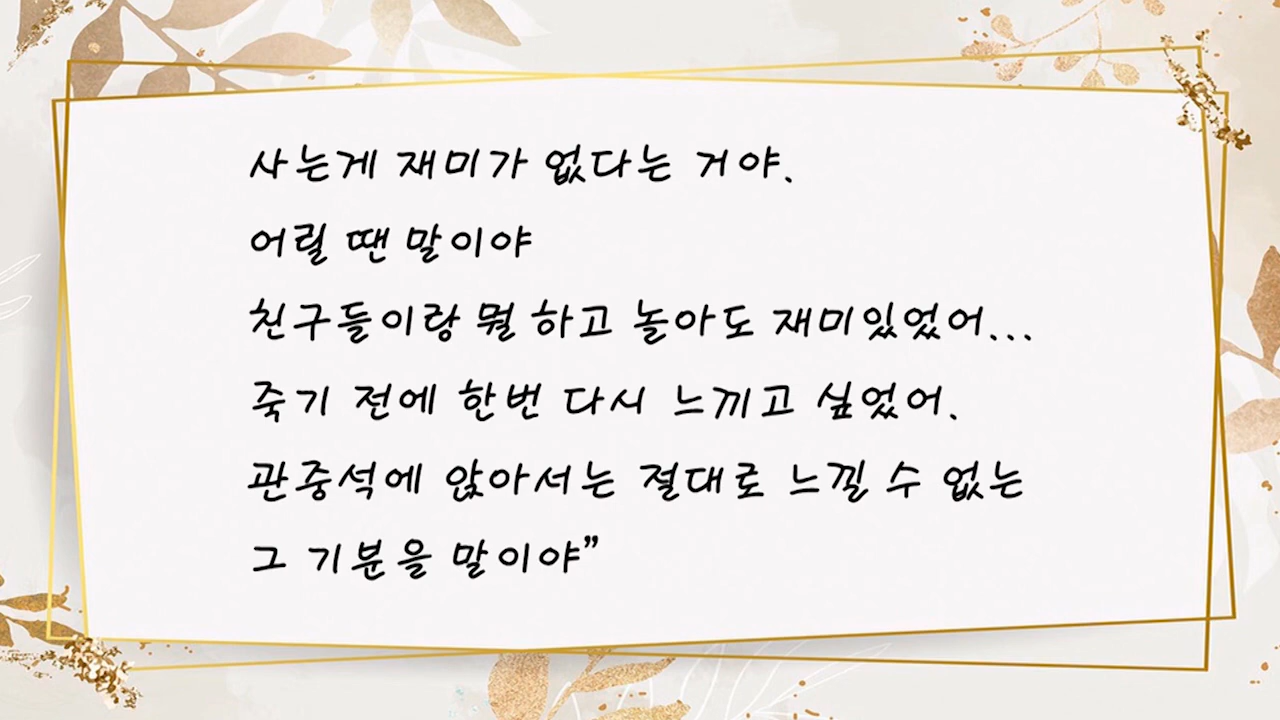 사는게 재미가 없다는 거야.
어릴 땐 말이야
친구들이랑 뭘 하고 놀아도 재미있었어...
죽기 전에 한번 다시 느끼고 싶었어.
관중석에 앉아서는 절대로 느낄 수 없는
그 기분을 말이야”